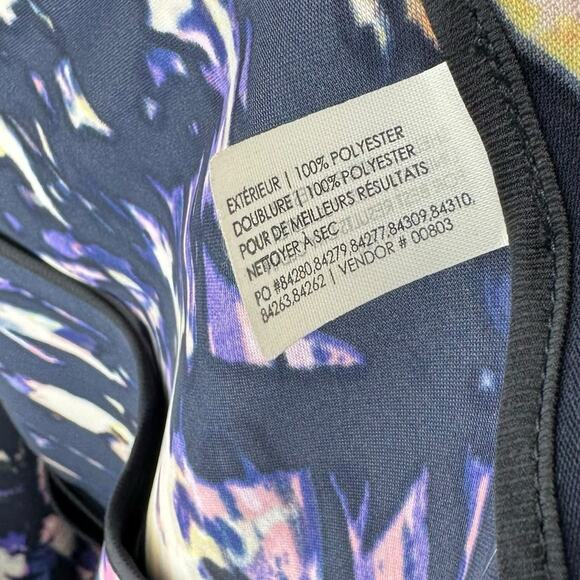 EXTÉRIEUR | 100% POLYESTER
DOUBLURE | 100% POLYESTER
POUR DE MEILLEURS RÉSULTATS
NETTOYER À SEC
PO #84280,84279,84277,84309,84310,
84263,84262 | VENDOR # 00803